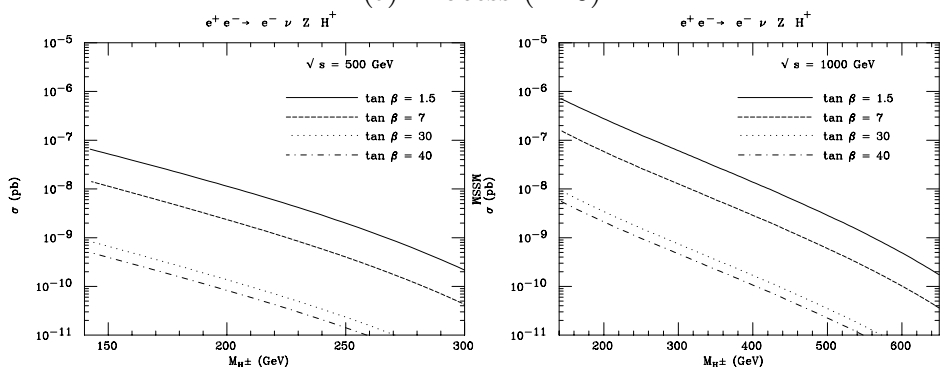 e⁺ e⁻ → e⁻ ν Z H⁺
√ s = 500 GeV
tan β = 1.5
tan β = 7
tan β = 30
tan β = 40
10⁻⁵
10⁻⁶
10⁻⁷
10⁻⁸
10⁻⁹
10⁻¹⁰
10⁻¹¹
σ (pb)
150 200 250 300
M_H± (GeV)
MSSM
e⁺ e⁻ → e⁻ ν Z H⁺
√ s = 1000 GeV
tan β = 1.5
tan β = 7
tan β = 30
tan β = 40
10⁻⁵
10⁻⁶
10⁻⁷
10⁻⁸
10⁻⁹
10⁻¹⁰
10⁻¹¹
σ (pb)
200 300 400 500 600
M_H± (GeV)